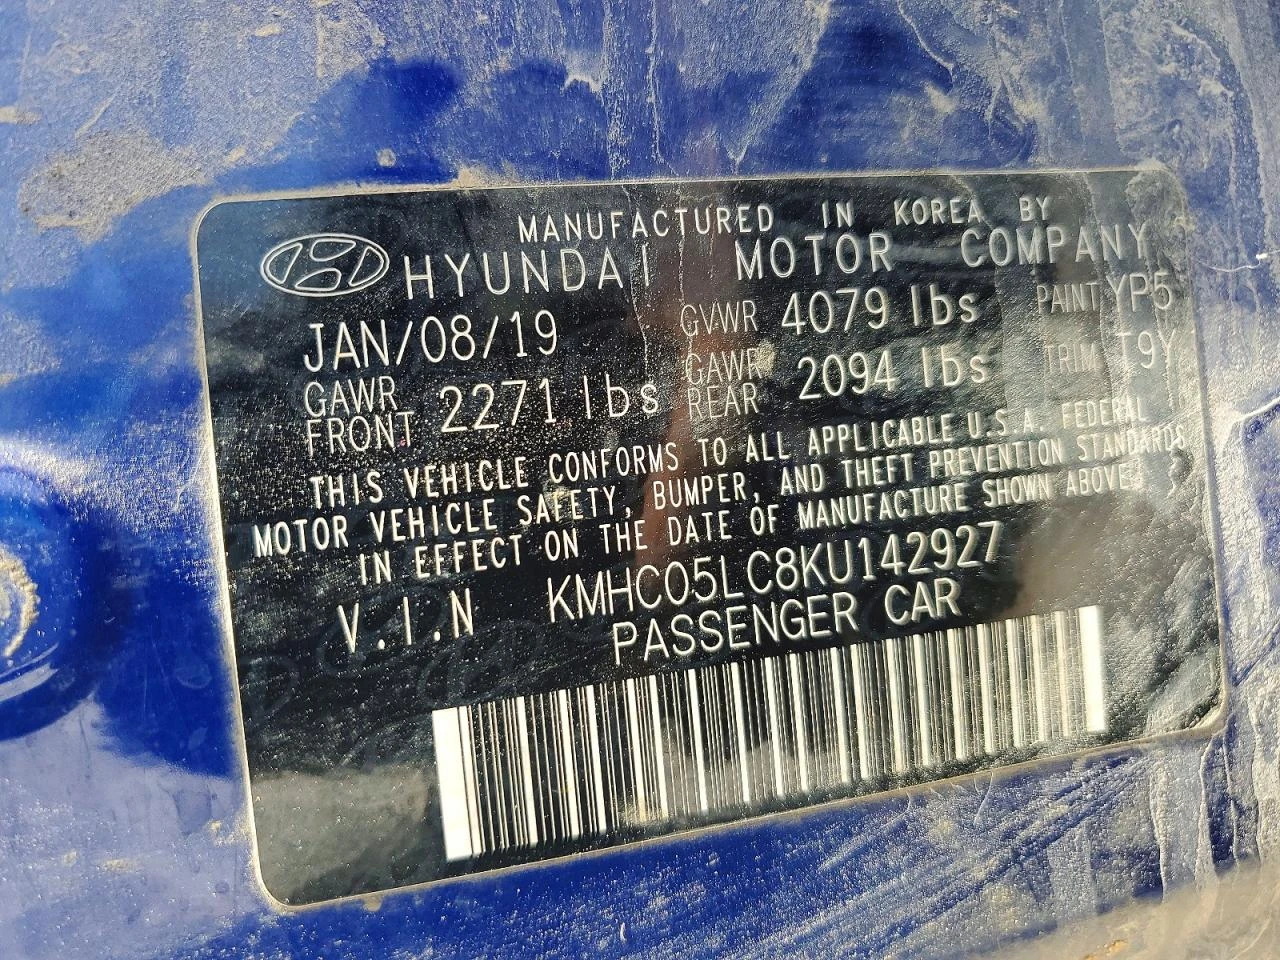 MANUFACTURED IN KOREA BY
HYUNDAI MOTOR COMPANY
JAN/08/19 GVWR 4079 lbs PAINT YP5
GAWR FRONT 2271 lbs GAWR REAR 2094 lbs TRIM T9Y
THIS VEHICLE CONFORMS TO ALL APPLICABLE U.S.A. FEDERAL
MOTOR VEHICLE SAFETY, BUMPER, AND THEFT PREVENTION STANDARDS
IN EFFECT ON THE DATE OF MANUFACTURE SHOWN ABOVE.
V.I.N KMHC05LC8KU142927
PASSENGER CAR